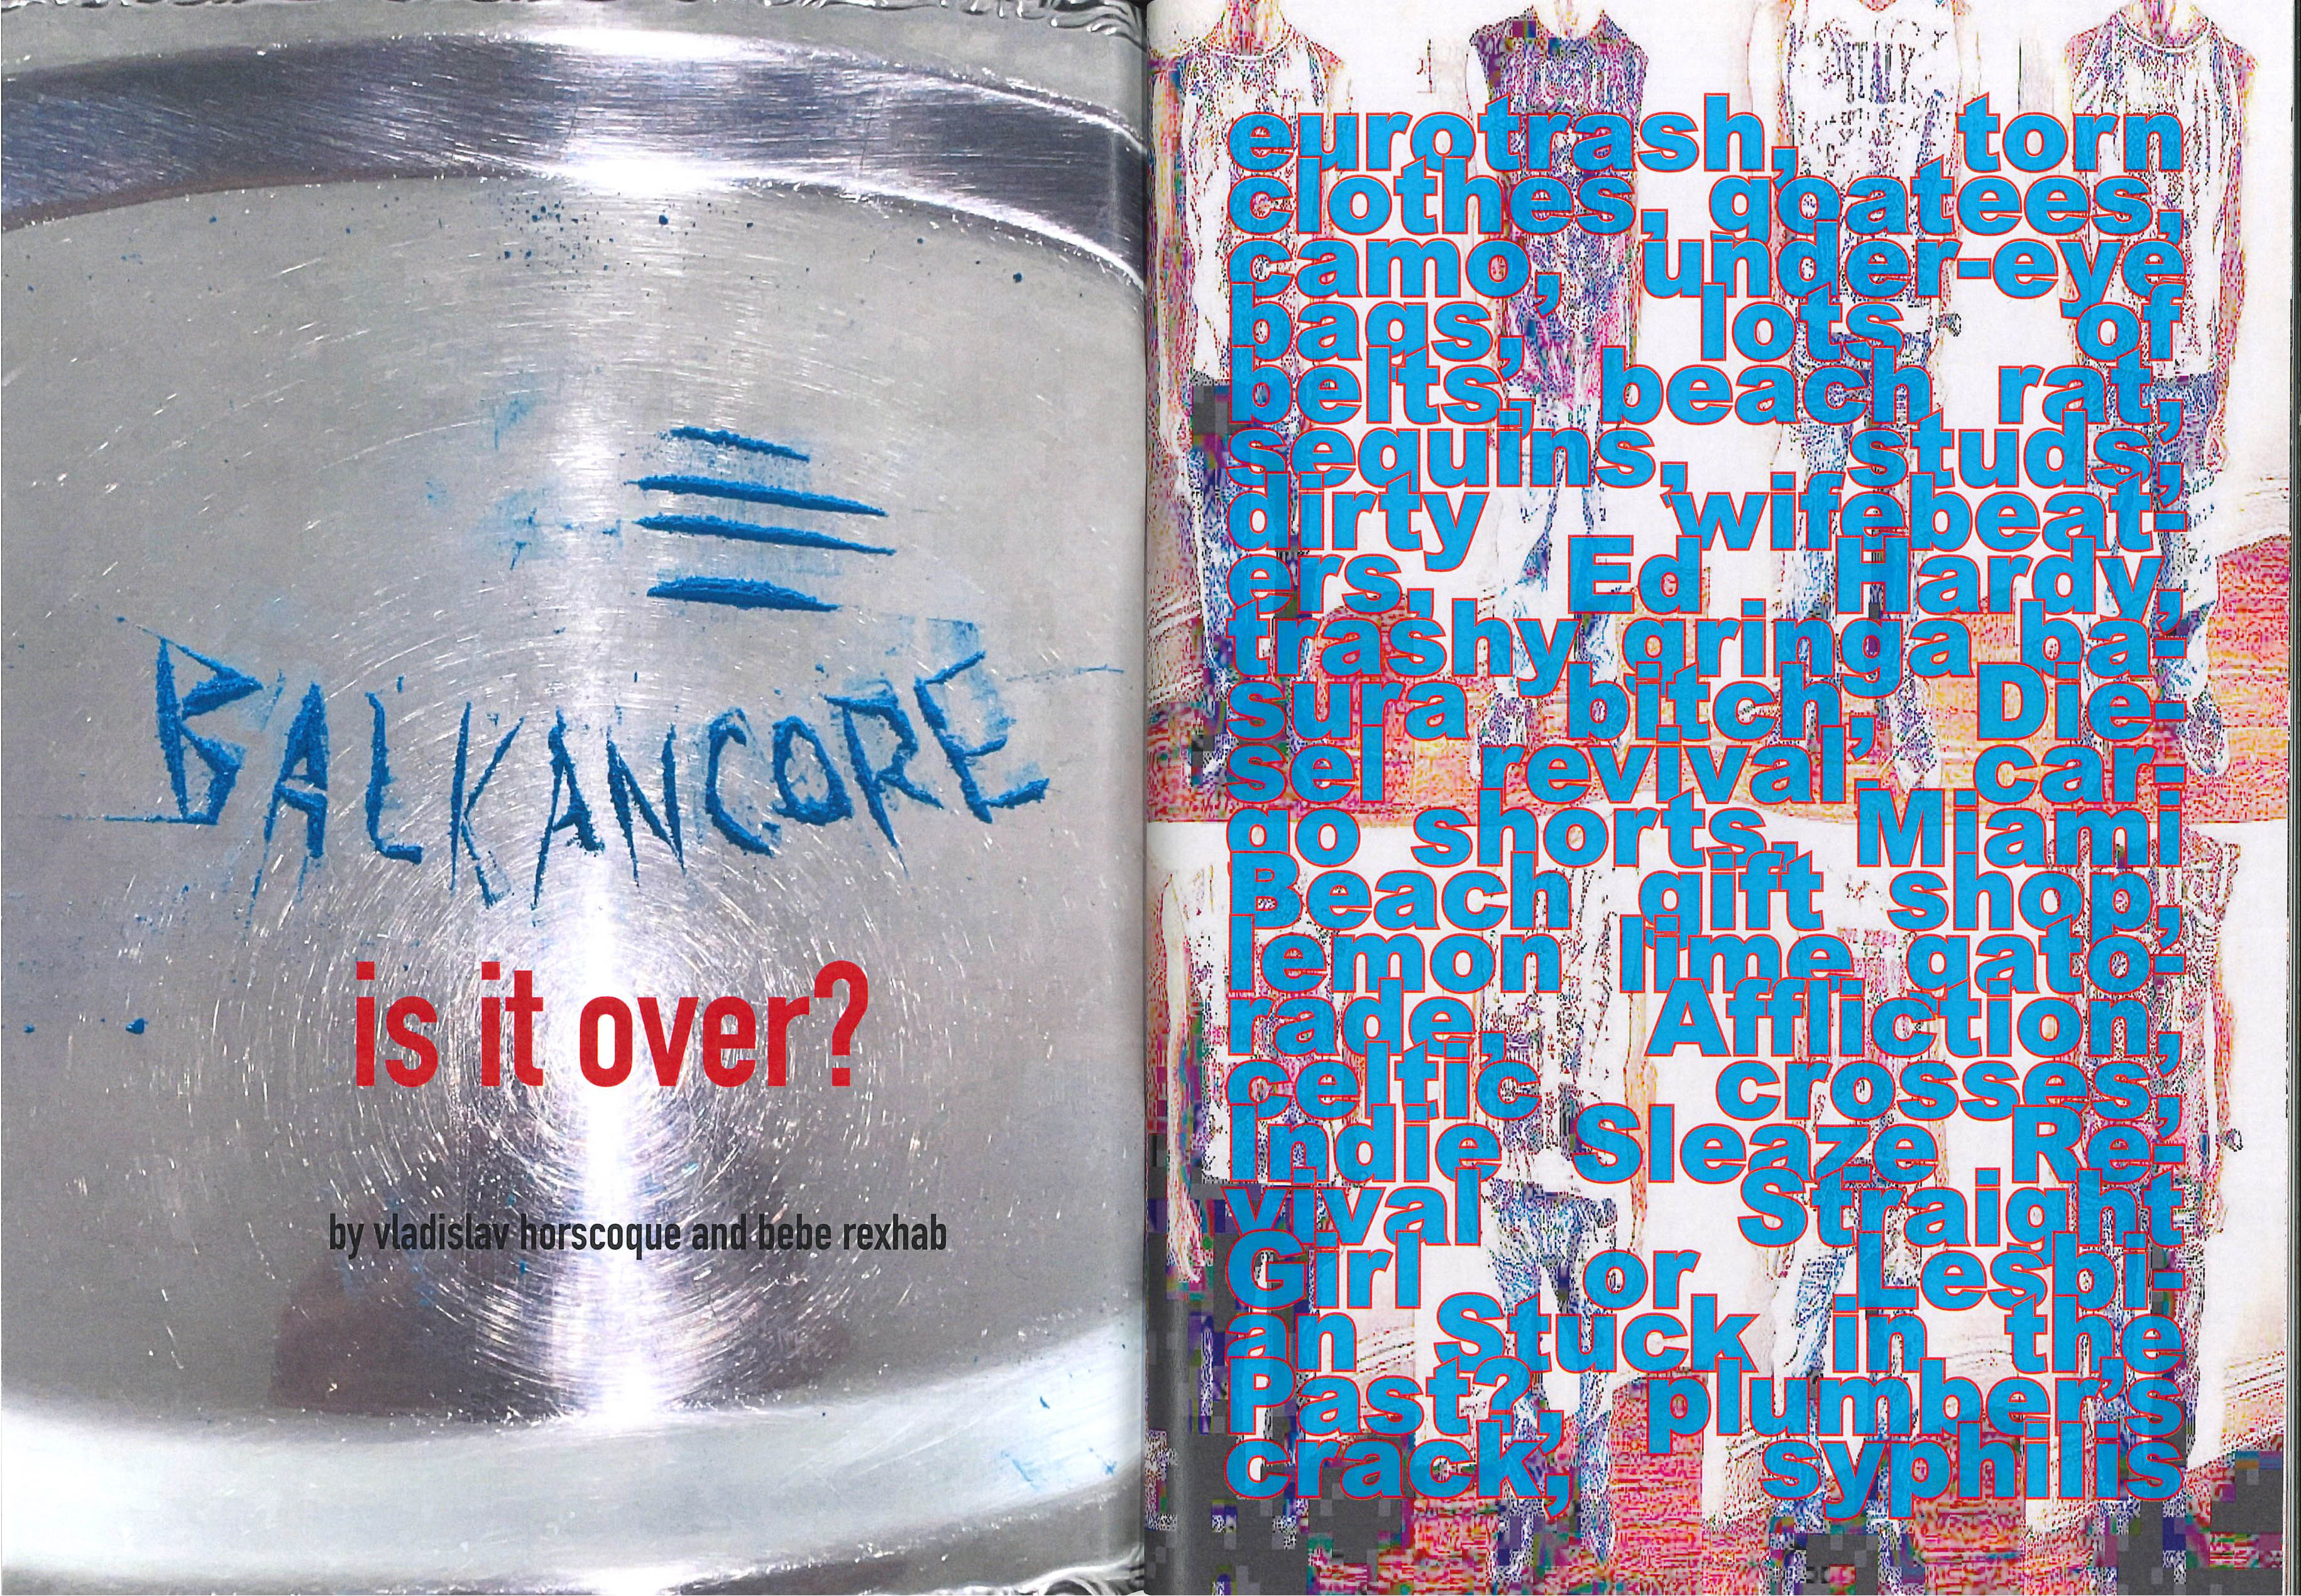 BALKANCORE
is it over?
by vladislav horscoque and bebe rexhab
eurotrash, torn
clothes, goatees,
camo, under-eye
bags, lots of
belts, beach rat,
sequins, studs,
dirty wifebeat-
ers, Ed Hardy,
trashy gringa ba-
sura bitch, Die-
sel revival, car-
go shorts, Miami
Beach gift shop,
lemon lime gato-
rade, Affliction,
celtic crosses,
Indie Sleaze Re-
vival Straight
Girl or Lesbi-
an Stuck in the
Past?, plumber's
crack, syphilis